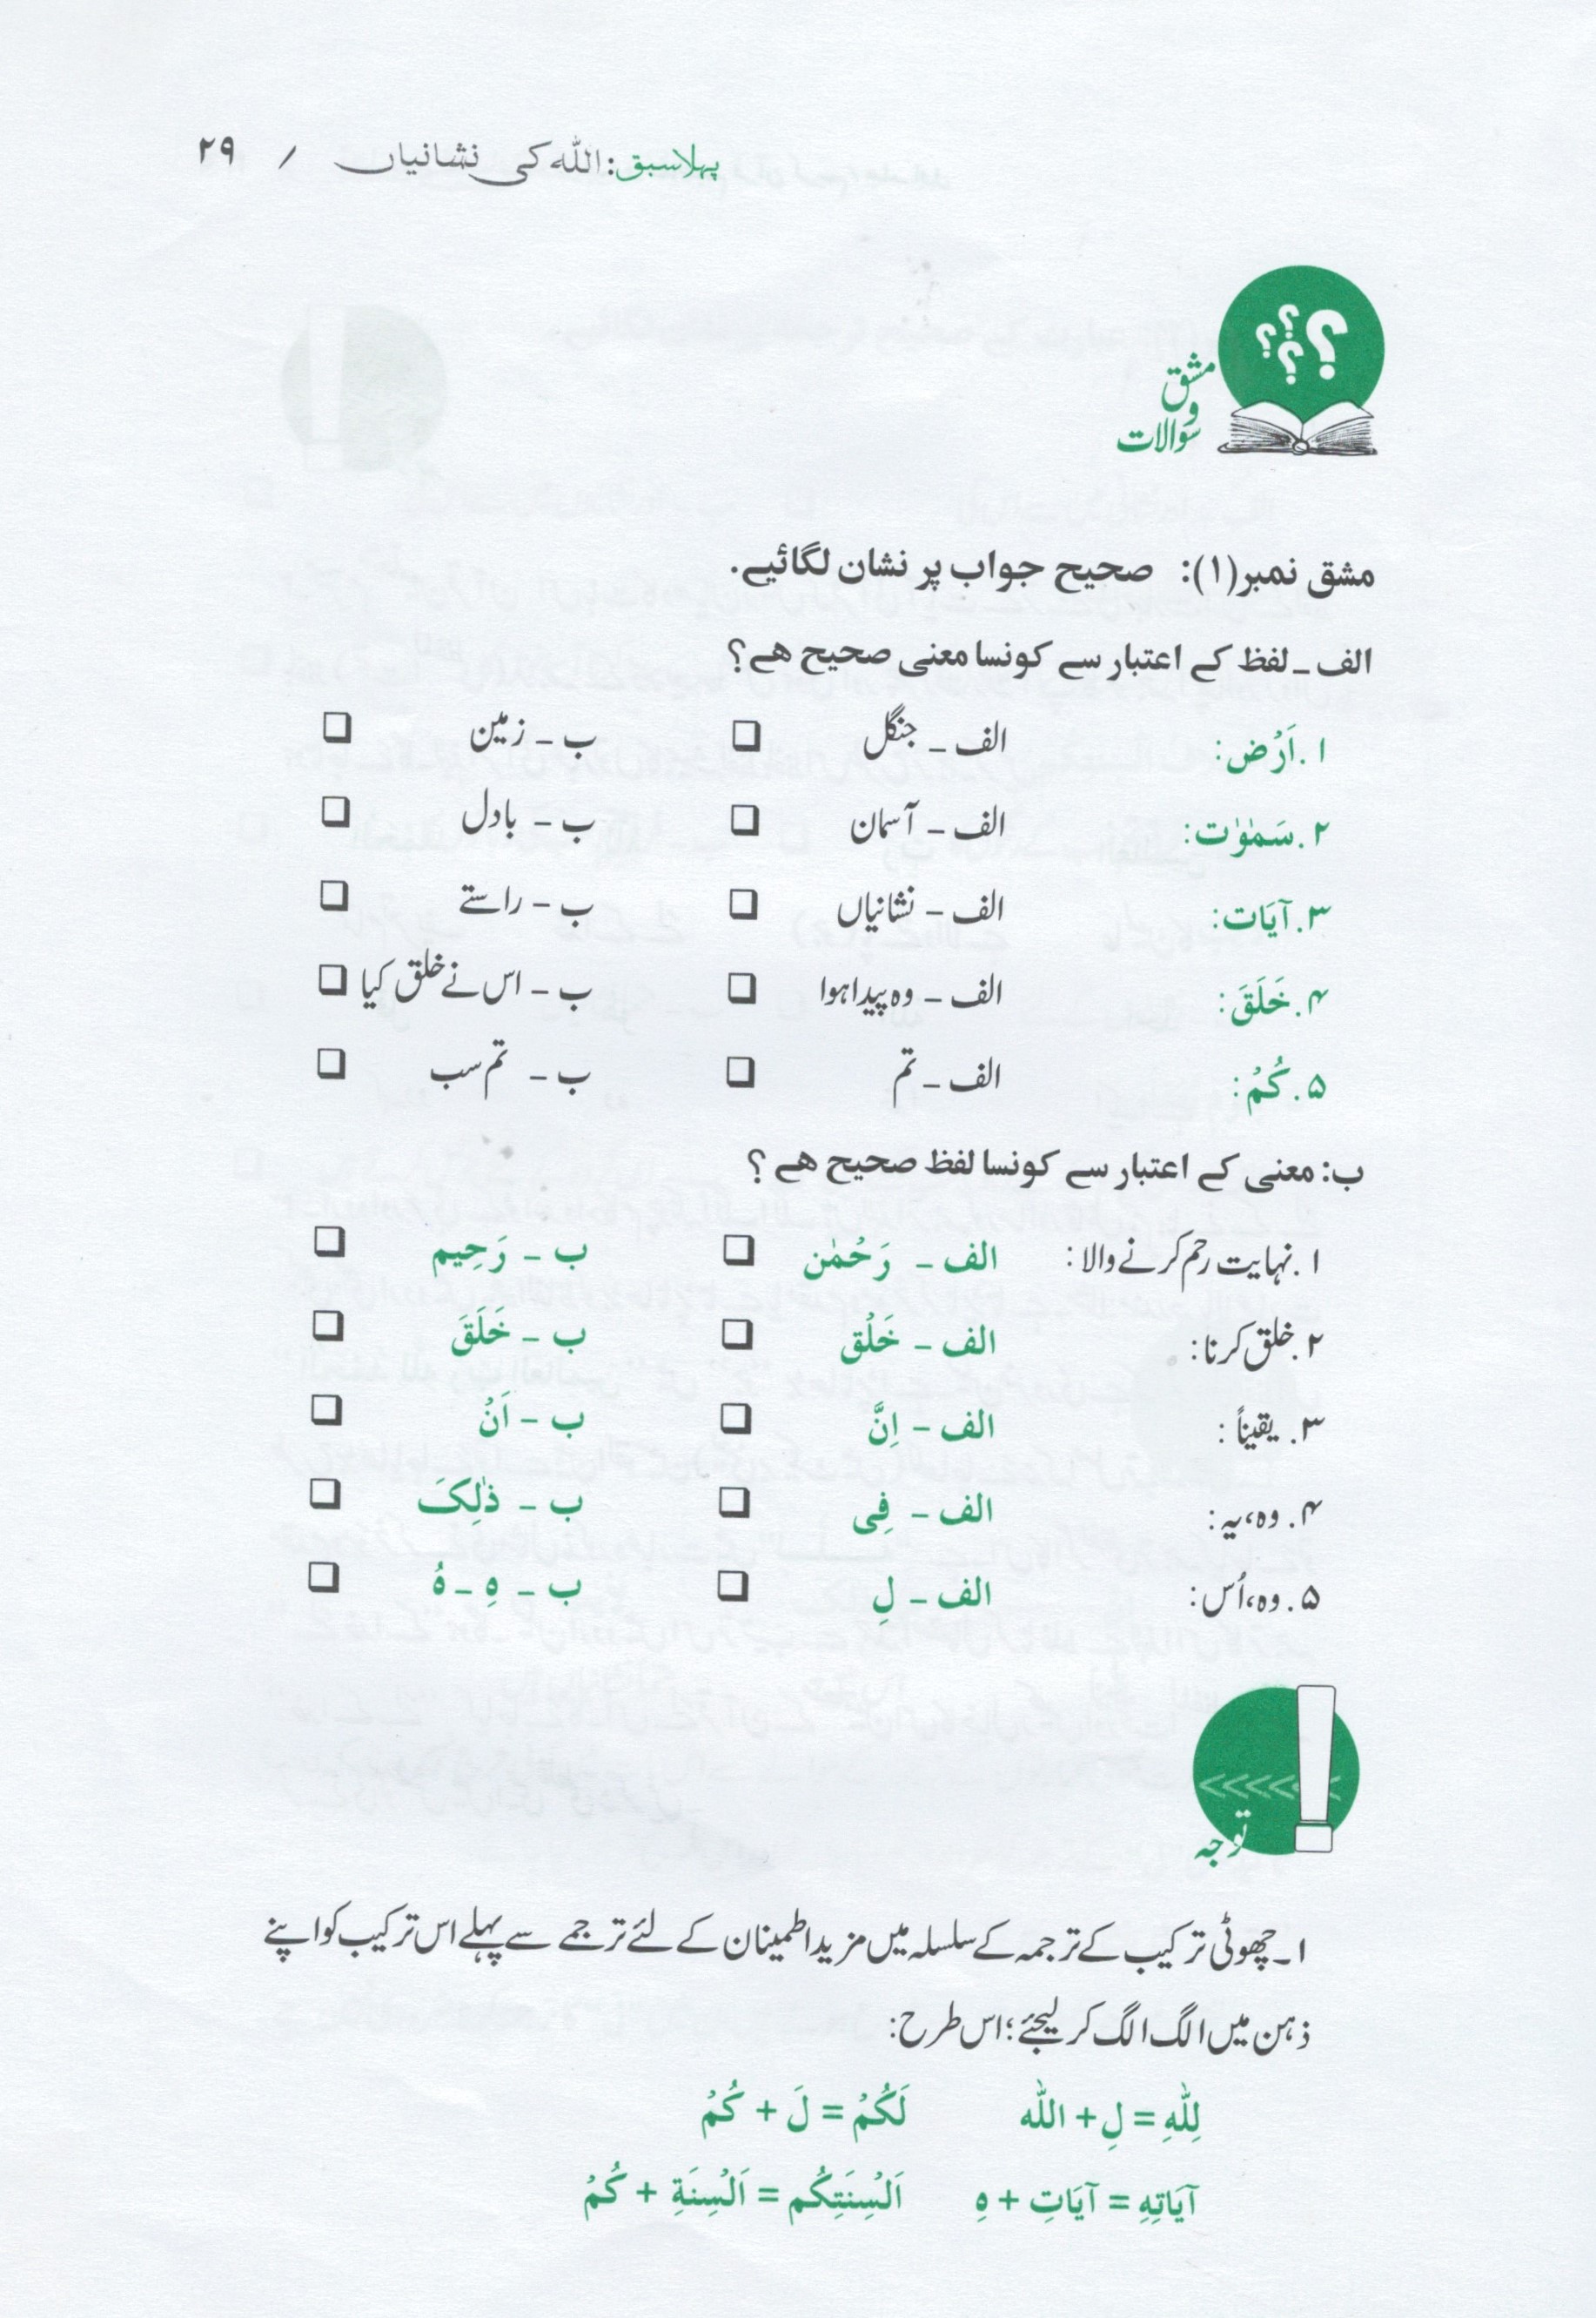 پہلا سبق: اللہ کی نشانیاں / ۲۹
؟ ؟ ؟ ؟
مشق
و
سوالات
مشق نمبر(۱): صحیح جواب پر نشان لگائیے.
الف ـ لفظ کے اعتبار سے کونسا معنی صحیح ھے؟
۱. اَرْض: الف ـ جنگل ❑ ب ـ زمین ❑
۲. سَمٰوٰت: الف ـ آسمان ❑ ب ـ بادل ❑
۳. آیَات: الف ـ نشانیاں ❑ ب ـ راستے ❑
۴. خَلَقَ: الف ـ وہ پیدا ہوا ❑ ب ـ اس نے خلق کیا ❑
۵. کُمْ: الف ـ تم ❑ ب ـ تم سب ❑
ب: معنی کے اعتبار سے کونسا لفظ صحیح ھے ؟
۱. نہایت رحم کرنے والا: الف ـ رَحْمٰن ❑ ب ـ رَحِیم ❑
۲. خلق کرنا: الف ـ خَلْق ❑ ب ـ خَلَقَ ❑
۳. یقیناً: الف ـ اِنَّ ❑ ب ـ اَنْ ❑
۴. وہ، یہ: الف ـ فِی ❑ ب ـ ذٰلِکَ ❑
۵. وہ، اُس: الف ـ لِ ❑ ب ـ ہِ ـ ہُ ❑
توجہ
۱ـ چھوٹی ترکیب کے ترجمہ کے سلسلہ میں مزید اطمینان کے لئے ترجمے سے پہلے اس ترکیب کو اپنے
ذہن میں الگ الگ کر لیجئے؛ اس طرح:
لِلّٰہِ = لِ + اللّٰہ لَکُمْ = لَ + کُمْ
آیَاتِہِ = آیَاتِ + ہِ اَلْسِنَتِکُم = اَلْسِنَةِ + کُمْ